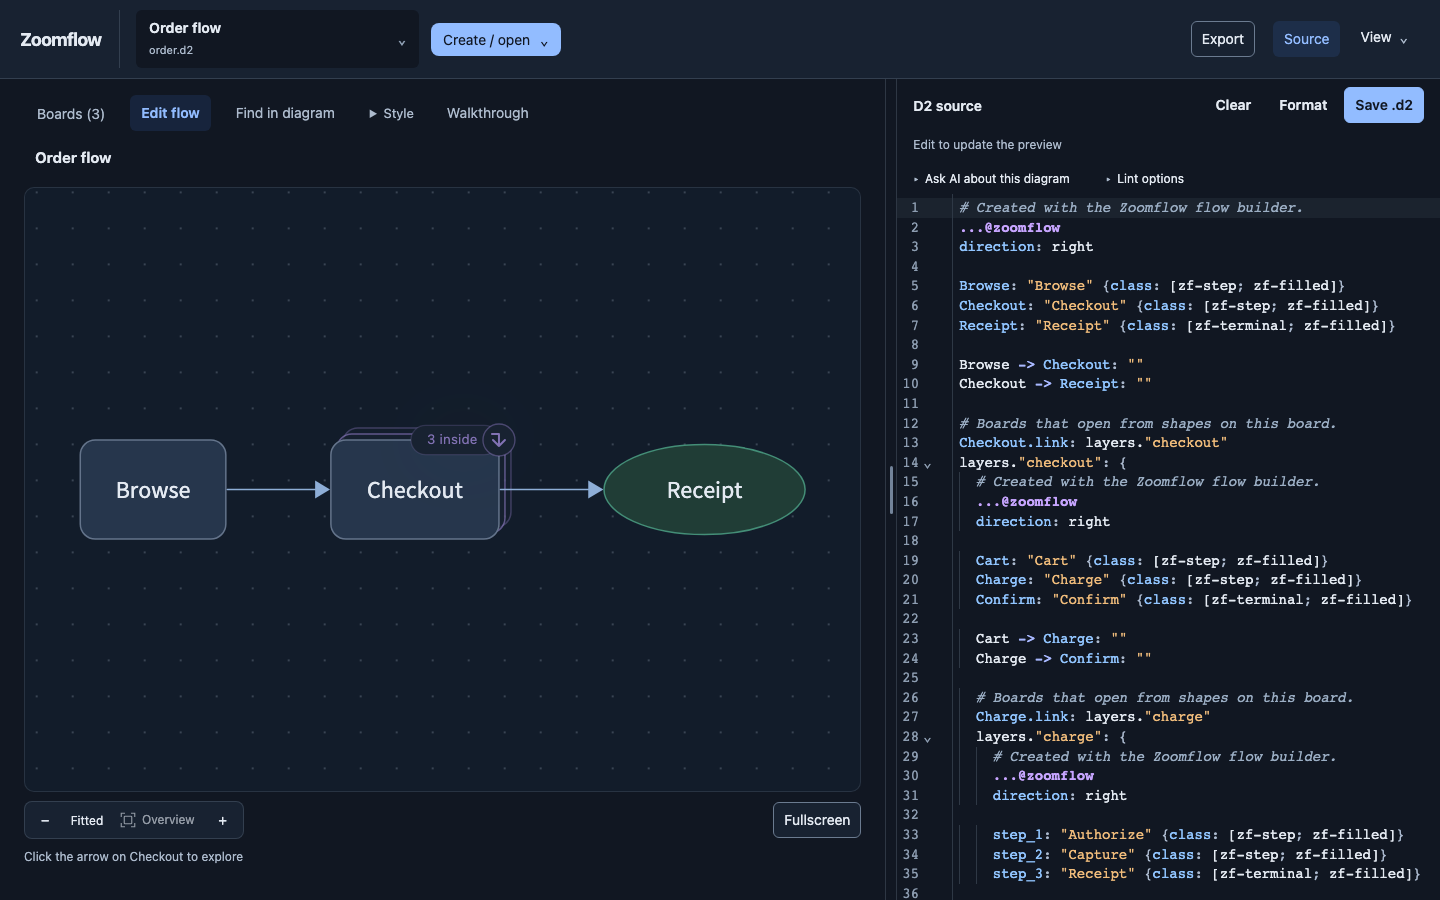 Zoomflow
Order flow
order.d2
Create / open
Export
Source
View
Boards (3)
Edit flow
Find in diagram
Style
Walkthrough
Order flow
Browse
3 inside
Checkout
Receipt
− Fitted Overview +
Fullscreen
Click the arrow on Checkout to explore
D2 source
Clear
Format
Save .d2
Edit to update the preview
Ask AI about this diagram
Lint options
1 # Created with the Zoomflow flow builder.
2 ...@zoomflow
3 direction: right
4
5 Browse: "Browse" {class: [zf-step; zf-filled]}
6 Checkout: "Checkout" {class: [zf-step; zf-filled]}
7 Receipt: "Receipt" {class: [zf-terminal; zf-filled]}
8
9 Browse -> Checkout: ""
10 Checkout -> Receipt: ""
11
12 # Boards that open from shapes on this board.
13 Checkout.link: layers."checkout"
14 layers."checkout": {
15 # Created with the Zoomflow flow builder.
16 ...@zoomflow
17 direction: right
18
19 Cart: "Cart" {class: [zf-step; zf-filled]}
20 Charge: "Charge" {class: [zf-step; zf-filled]}
21 Confirm: "Confirm" {class: [zf-terminal; zf-filled]}
22
23 Cart -> Charge: ""
24 Charge -> Confirm: ""
25
26 # Boards that open from shapes on this board.
27 Charge.link: layers."charge"
28 layers."charge": {
29 # Created with the Zoomflow flow builder.
30 ...@zoomflow
31 direction: right
32
33 step_1: "Authorize" {class: [zf-step; zf-filled]}
34 step_2: "Capture" {class: [zf-step; zf-filled]}
35 step_3: "Receipt" {class: [zf-terminal; zf-filled]}
36